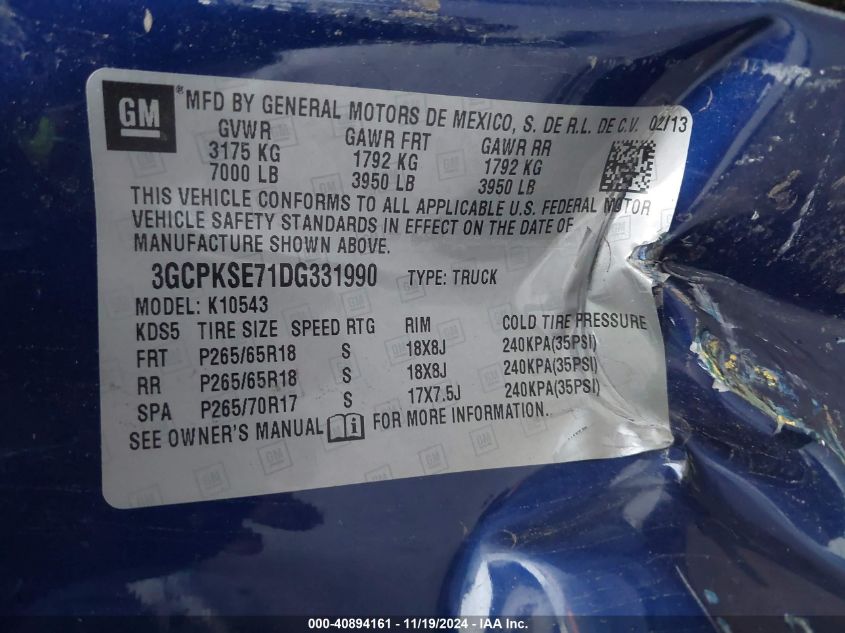 GM ®MFD BY GENERAL MOTORS DE MEXICO, S. DE R.L. DE C.V. 02/13
GVWR GAWR FRT GAWR RR
3175 KG 1792 KG 1792 KG
7000 LB 3950 LB 3950 LB
THIS VEHICLE CONFORMS TO ALL APPLICABLE U.S. FEDERAL MOTOR
VEHICLE SAFETY STANDARDS IN EFFECT ON THE DATE OF
MANUFACTURE SHOWN ABOVE.
3GCPKSE71DG331990 TYPE: TRUCK
MODEL: K10543
KDS5 TIRE SIZE SPEED RTG RIM COLD TIRE PRESSURE
FRT P265/65R18 S 18X8J 240KPA(35PSI)
RR P265/65R18 S 18X8J 240KPA(35PSI)
SPA P265/70R17 S 17X7.5J 240KPA(35PSI)
SEE OWNER'S MANUAL FOR MORE INFORMATION.
000-40894161 - 11/19/2024 - IAA Inc.